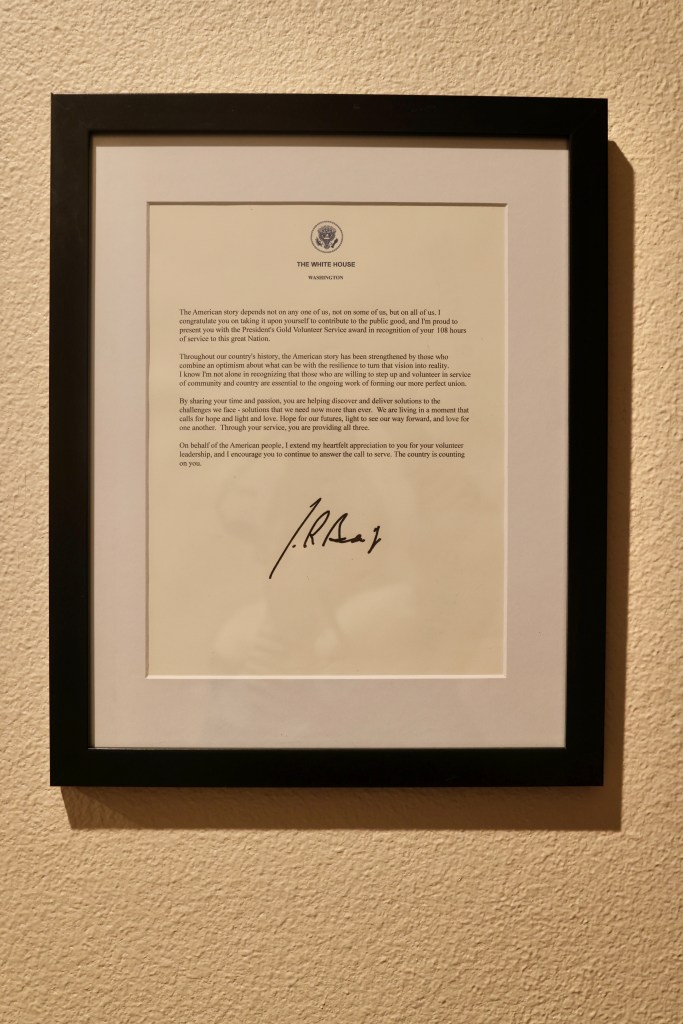 THE WHITE HOUSE
WASHINGTON
The American story depends not on any one of us, not on some of us, but on all of us. I
congratulate you on taking it upon yourself to contribute to the public good, and I'm proud to
present you with the President's Gold Volunteer Service award in recognition of your 108 hours
of service to this great Nation.
Throughout our country's history, the American story has been strengthened by those who
combine an optimism about what can be with the resilience to turn that vision into reality.
I know I'm not alone in recognizing that those who are willing to step up and volunteer in service
of community and country are essential to the ongoing work of forming our more perfect union.
By sharing your time and passion, you are helping discover and deliver solutions to the
challenges we face - solutions that we need now more than ever. We are living in a moment that
calls for hope and light and love. Hope for our futures, light to see our way forward, and love for
one another. Through your service, you are providing all three.
On behalf of the American people, I extend my heartfelt appreciation to you for your volunteer
leadership, and I encourage you to continue to answer the call to serve. The country is counting
on you.